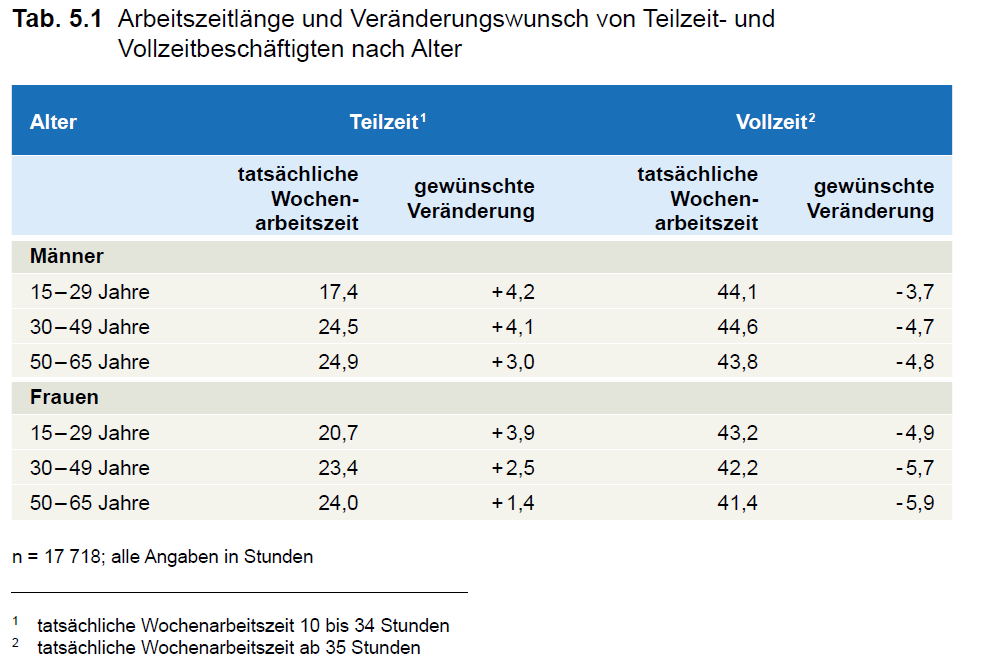 Tab. 5.1 Arbeitszeitlänge und Veränderungswunsch von Teilzeit- und
Vollzeitbeschäftigten nach Alter
Alter Teilzeit¹ Vollzeit²
tatsächliche Wochen-arbeitszeit gewünschte Veränderung tatsächliche Wochen-arbeitszeit gewünschte Veränderung
Männer
15–29 Jahre 17,4 +4,2 44,1 -3,7
30–49 Jahre 24,5 +4,1 44,6 -4,7
50–65 Jahre 24,9 +3,0 43,8 -4,8
Frauen
15–29 Jahre 20,7 +3,9 43,2 -4,9
30–49 Jahre 23,4 +2,5 42,2 -5,7
50–65 Jahre 24,0 +1,4 41,4 -5,9
n = 17 718; alle Angaben in Stunden
¹ tatsächliche Wochenarbeitszeit 10 bis 34 Stunden
² tatsächliche Wochenarbeitszeit ab 35 Stunden